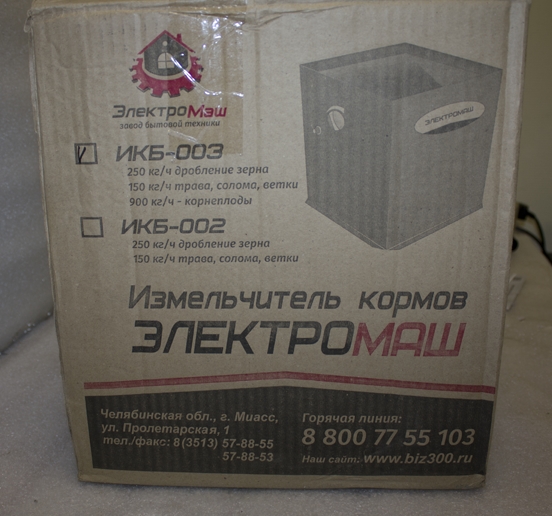 ЭлектроМэш
завод бытовой техники
ЭЛЕКТРОМАШ
ИКБ-003
250 кг/ч дробление зерна
150 кг/ч трава, солома, ветки
900 кг/ч - корнеплоды
ИКБ-002
250 кг/ч дробление зерна
150 кг/ч трава, солома, ветки
Измельчитель кормов
ЭЛЕКТРОМАШ
Челябинская обл., г. Миасс,
ул. Пролетарская, 1
тел./факс: 8(3513) 57-88-55
57-88-53
Горячая линия:
8 800 77 55 103
Наш сайт: www.biz300.ru